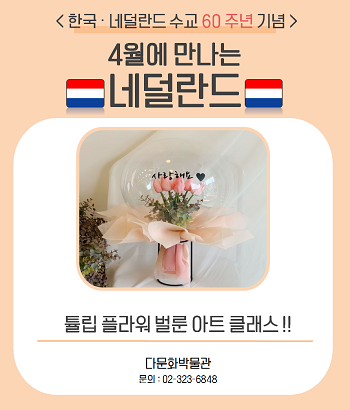 < 한국 · 네덜란드 수교 60 주년 기념 >
4월에 만나는
네덜란드
사랑해요 ♥
튤립 플라워 벌룬 아트 클래스 !!
다문화박물관
문의 : 02-323-6848